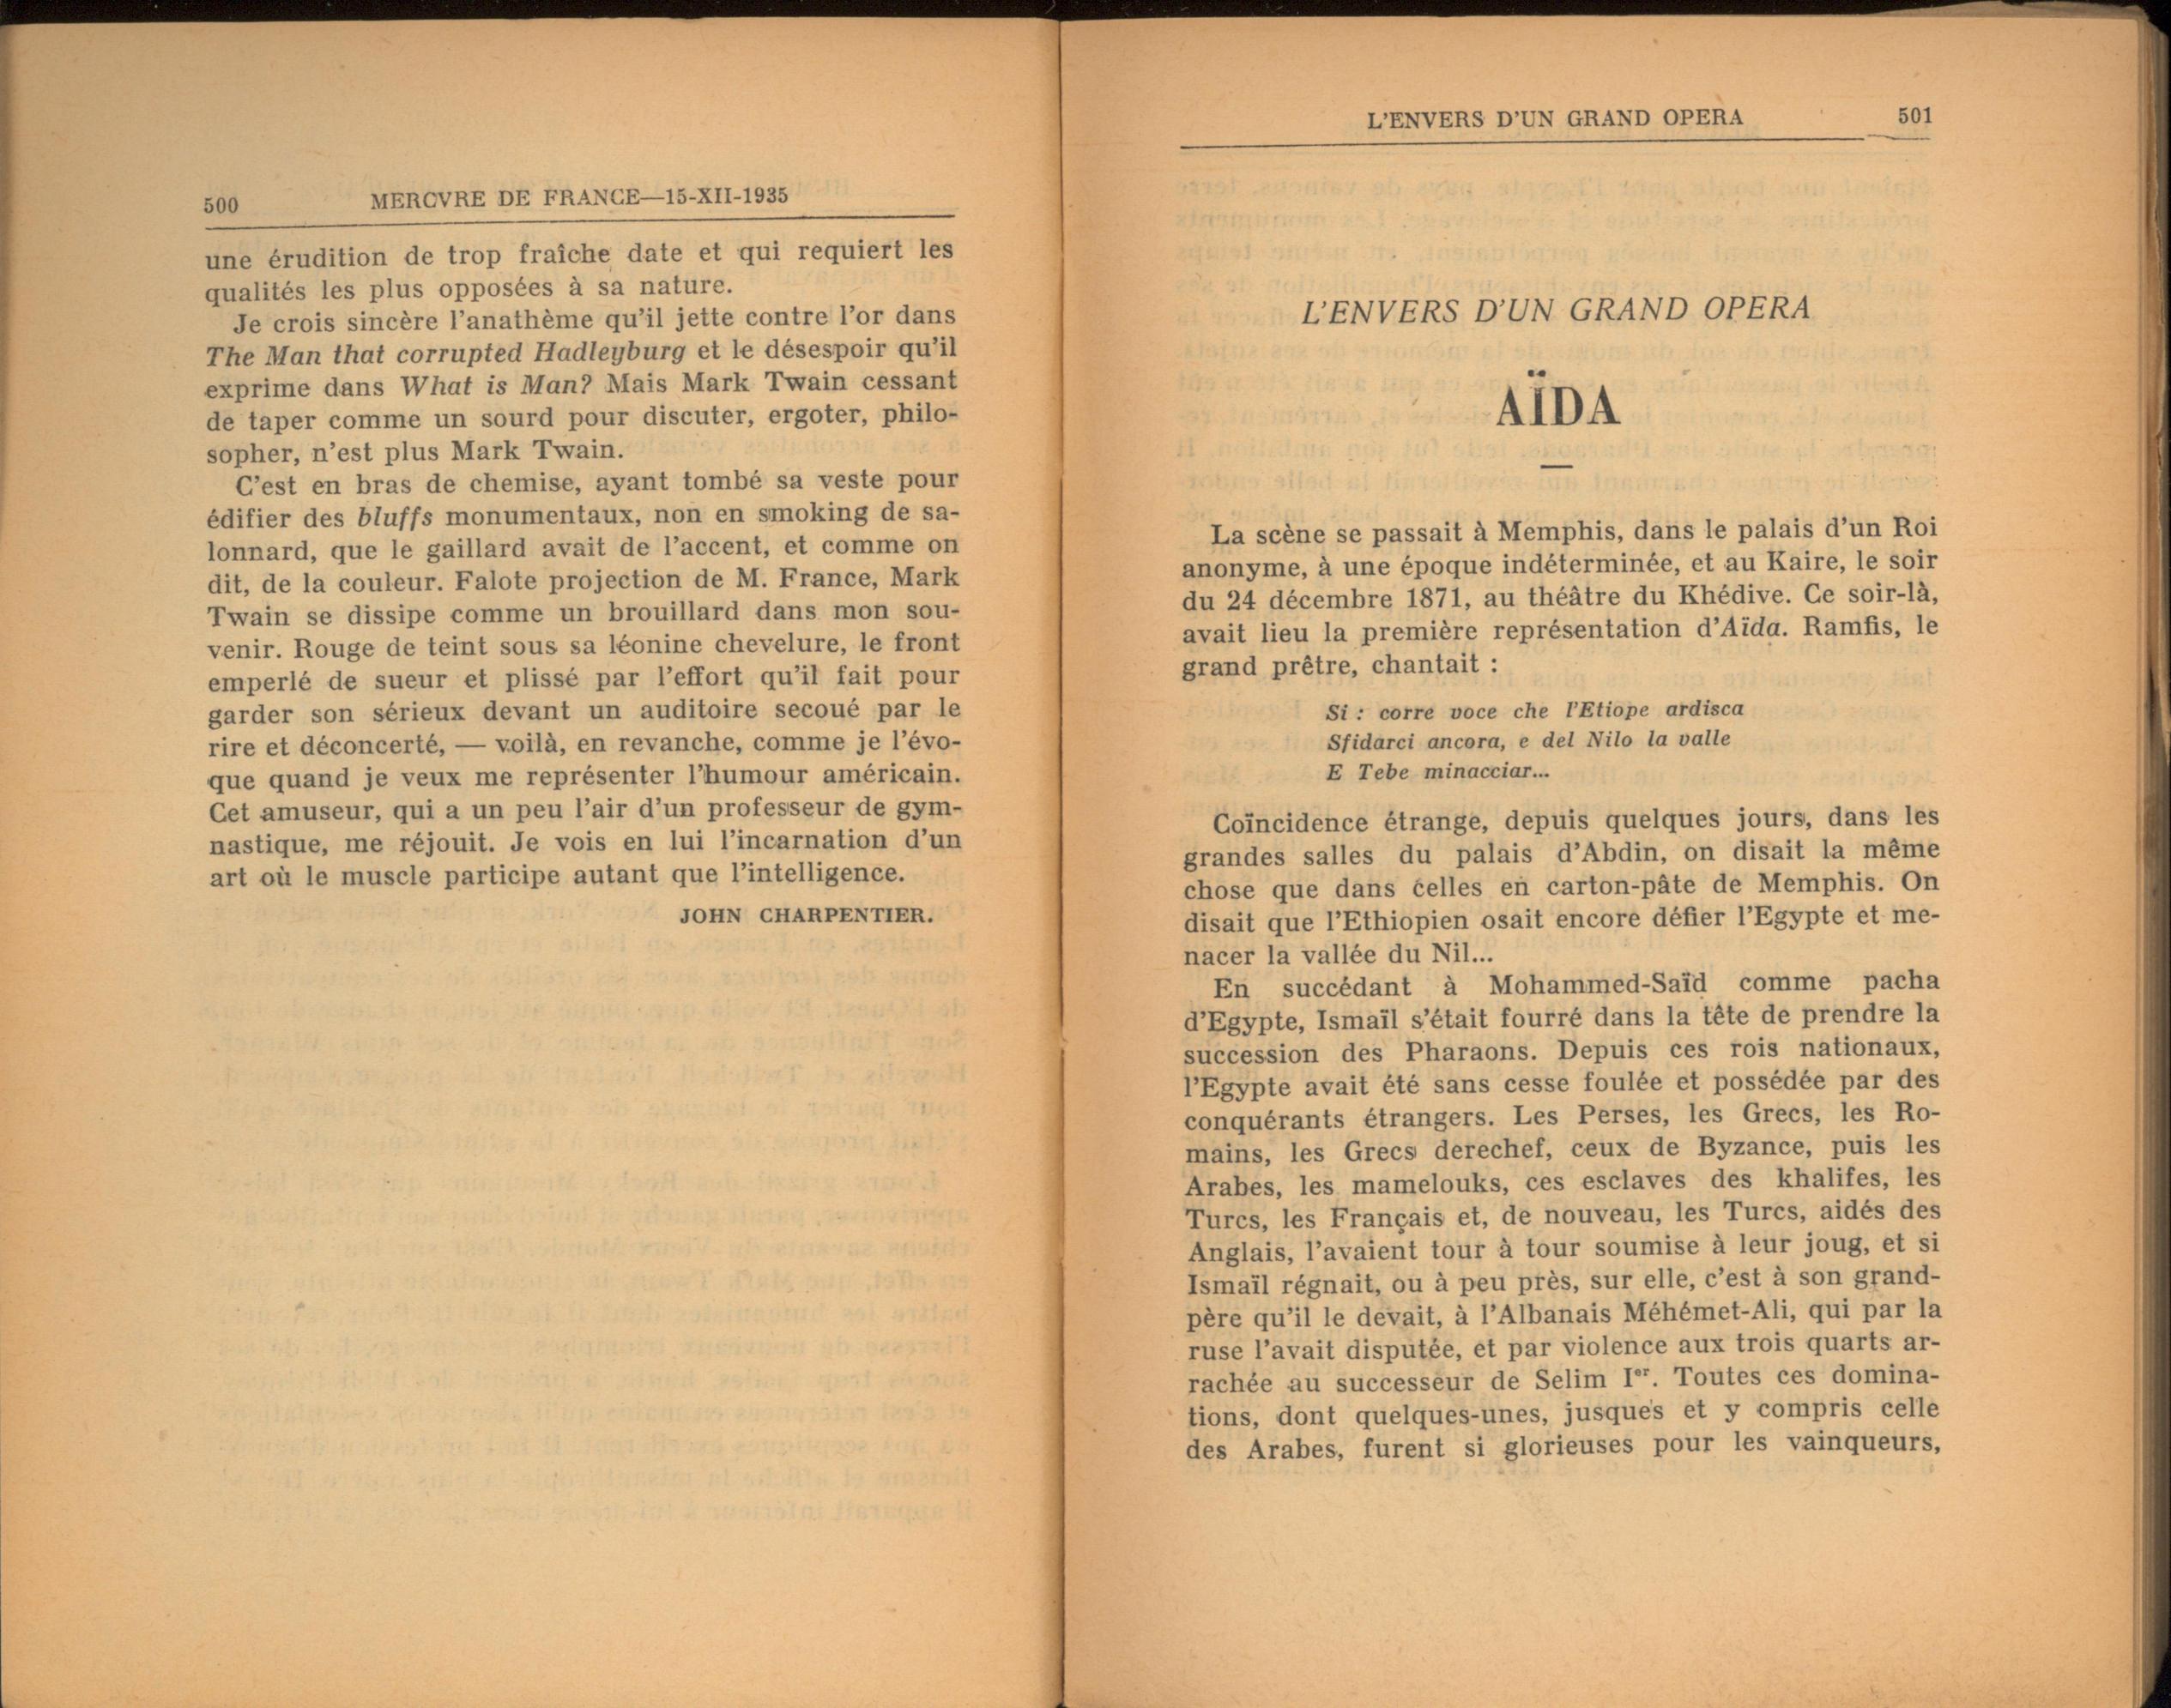 500 MERCVRE DE FRANCE—15-XII-1935
une érudition de trop fraîche date et qui requiert les
qualités les plus opposées à sa nature.
Je crois sincère l'anathème qu'il jette contre l'or dans
The Man that corrupted Hadleyburg et le désespoir qu'il
exprime dans What is Man? Mais Mark Twain cessant
de taper comme un sourd pour discuter, ergoter, philo-
sopher, n'est plus Mark Twain.
C'est en bras de chemise, ayant tombé sa veste pour
édifier des bluffs monumentaux, non en smoking de sa-
lonnard, que le gaillard avait de l'accent, et comme on
dit, de la couleur. Falote projection de M. France, Mark
Twain se dissipe comme un brouillard dans mon sou-
venir. Rouge de teint sous sa léonine chevelure, le front
emperlé de sueur et plissé par l'effort qu'il fait pour
garder son sérieux devant un auditoire secoué par le
rire et déconcerté, — voilà, en revanche, comme je l'évo-
que quand je veux me représenter l'humour américain.
Cet amuseur, qui a un peu l'air d'un professeur de gym-
nastique, me réjouit. Je vois en lui l'incarnation d'un
art où le muscle participe autant que l'intelligence.
JOHN CHARPENTIER.
L'ENVERS D'UN GRAND OPERA 501
L'ENVERS D'UN GRAND OPERA
AÏDA
La scène se passait à Memphis, dans le palais d'un Roi
anonyme, à une époque indéterminée, et au Kaire, le soir
du 24 décembre 1871, au théâtre du Khédive. Ce soir-là,
avait lieu la première représentation d'Aïda. Ramfis, le
grand prêtre, chantait :
Si : corre voce che l'Etiope ardisca
Sfidarci ancora, e del Nilo la valle
E Tebe minacciar...
Coïncidence étrange, depuis quelques jours, dans les
grandes salles du palais d'Abdin, on disait la même
chose que dans celles en carton-pâte de Memphis. On
disait que l'Ethiopien osait encore défier l'Egypte et me-
nacer la vallée du Nil...
En succédant à Mohammed-Saïd comme pacha
d'Egypte, Ismaïl s'était fourré dans la tête de prendre la
succession des Pharaons. Depuis ces rois nationaux,
l'Egypte avait été sans cesse foulée et possédée par des
conquérants étrangers. Les Perses, les Grecs, les Ro-
mains, les Grecs derechef, ceux de Byzance, puis les
Arabes, les mamelouks, ces esclaves des khalifes, les
Turcs, les Français et, de nouveau, les Turcs, aidés des
Anglais, l'avaient tour à tour soumise à leur joug, et si
Ismaïl régnait, ou à peu près, sur elle, c'est à son grand-
père qu'il le devait, à l'Albanais Méhémet-Ali, qui par la
ruse l'avait disputée, et par violence aux trois quarts ar-
rachée au successeur de Selim Ier. Toutes ces domina-
tions, dont quelques-unes, jusques et y compris celle
des Arabes, furent si glorieuses pour les vainqueurs,